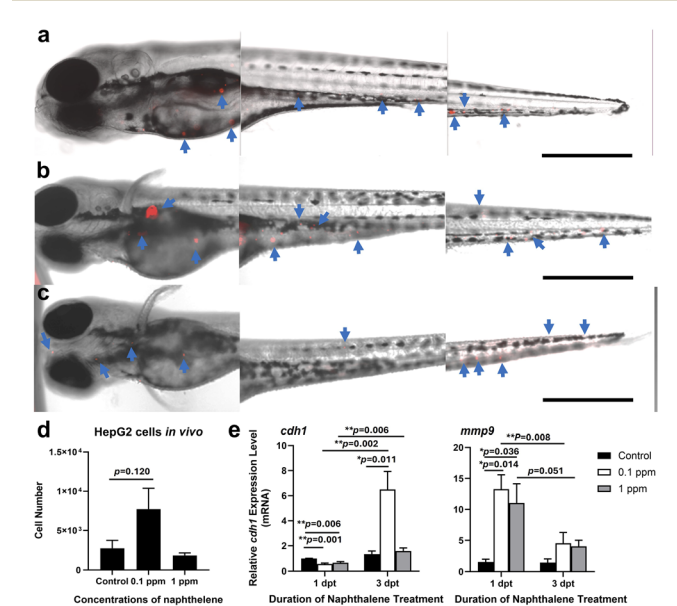 a
b
c
d
HepG2 cells in vivo
1.5×10⁴
1×10⁴
5×10³
0
Cell Number
p=0.120
Control 0.1 ppm 1 ppm
Concentrations of naphthelene
e
cdh1
**p=0.006
**p=0.002
*p=0.011
**p=0.006
**p=0.001
10
8
6
4
2
0
Relative cdh1 Expression Level
(mRNA)
1 dpt
3 dpt
Duration of Naphthalene Treatment
mmp9
**P=0.008
*p=0.036
*p=0.014
p=0.051
20
15
10
5
0
1 dpt
3 dpt
Duration of Naphthalene Treatment
Control
0.1 ppm
1 ppm